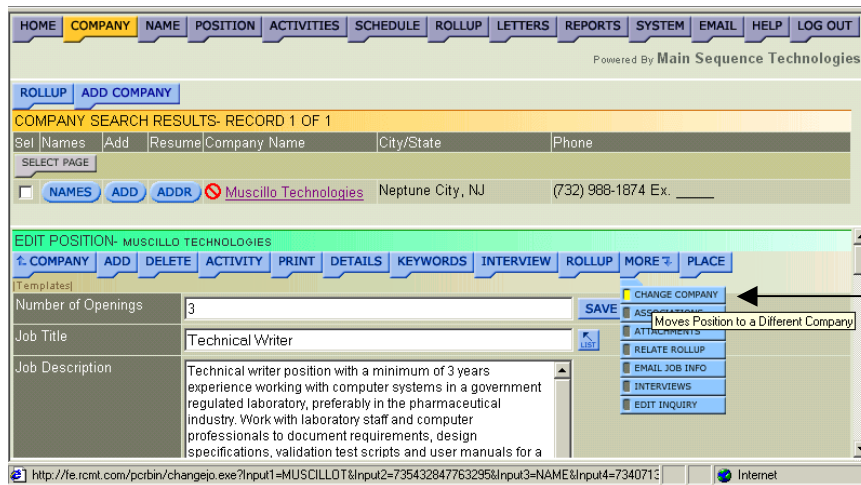 HOME COMPANY NAME POSITION ACTIVITIES SCHEDULE ROLLUP LETTERS REPORTS SYSTEM EMAIL HELP LOG OUT
Powered By Main Sequence Technologies
ROLLUP ADD COMPANY
COMPANY SEARCH RESULTS- RECORD 1 OF 1
Sel Names Add Resume Company Name City/State Phone
SELECT PAGE
NAMES ADD ADDR Muscillo Technologies Neptune City, NJ (732) 988-1874 Ex. _____
EDIT POSITION- MUSCILLO TECHNOLOGIES
COMPANY ADD DELETE ACTIVITY PRINT DETAILS KEYWORDS INTERVIEW ROLLUP MORE PLACE
|Templates|
CHANGE COMPANY
Number of Openings 3 SAVE
Moves Position to a Different Company
Job Title Technical Writer LIST
ATTACHMENTS
RELATE ROLLUP
EMAIL JOB INFO
INTERVIEWS
EDIT INQUIRY
Job Description Technical writer position with a minimum of 3 years
experience working with computer systems in a government
regulated laboratory, preferably in the pharmaceutical
industry. Work with laboratory staff and computer
professionals to document requirements, design
specifications, validation test scripts and user manuals for a
http://fe.rcmt.com/pcrbin/changejo.exe?Input1=MUSCILLOT&Input2=735432847763295&Input3=NAME&Input4=7340713 Internet